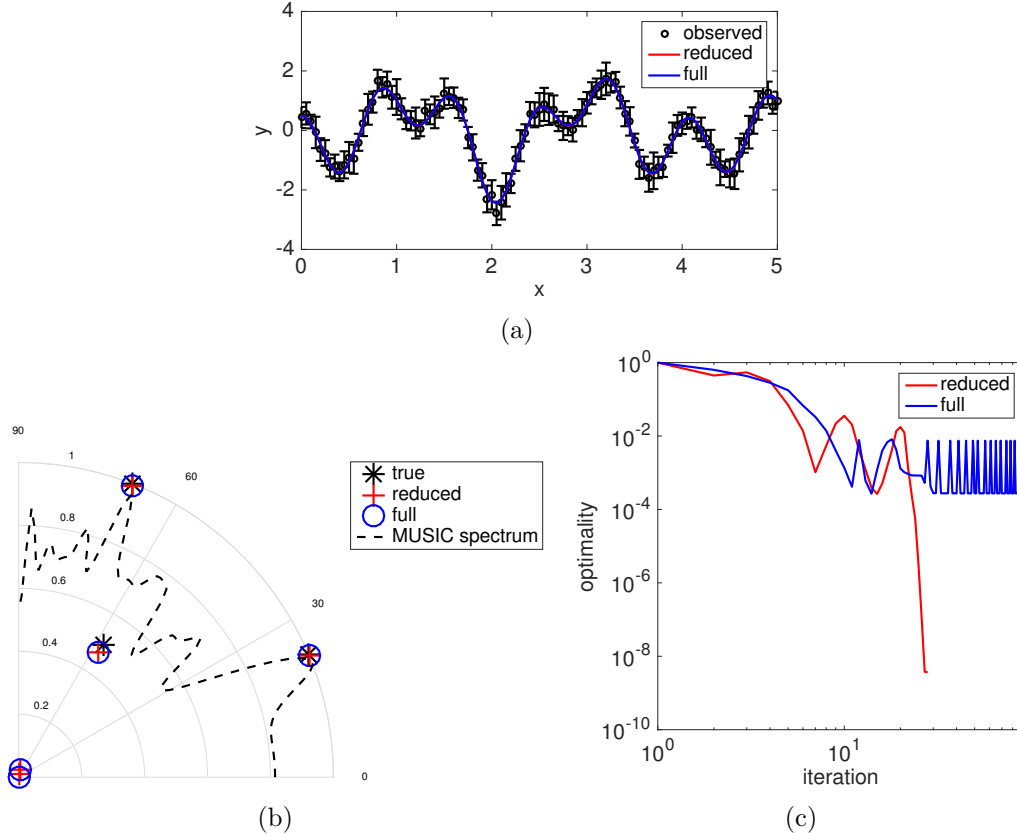 4
2
0
-2
-4
y
0
1
2
3
4
5
x
observed
reduced
full
(a)
90
60
30
0
1
0.8
0.6
0.4
0.2
true
reduced
full
MUSIC spectrum
(b)
10^0
10^-2
10^-4
10^-6
10^-8
10^-10
optimality
10^0
10^1
iteration
reduced
full
(c)